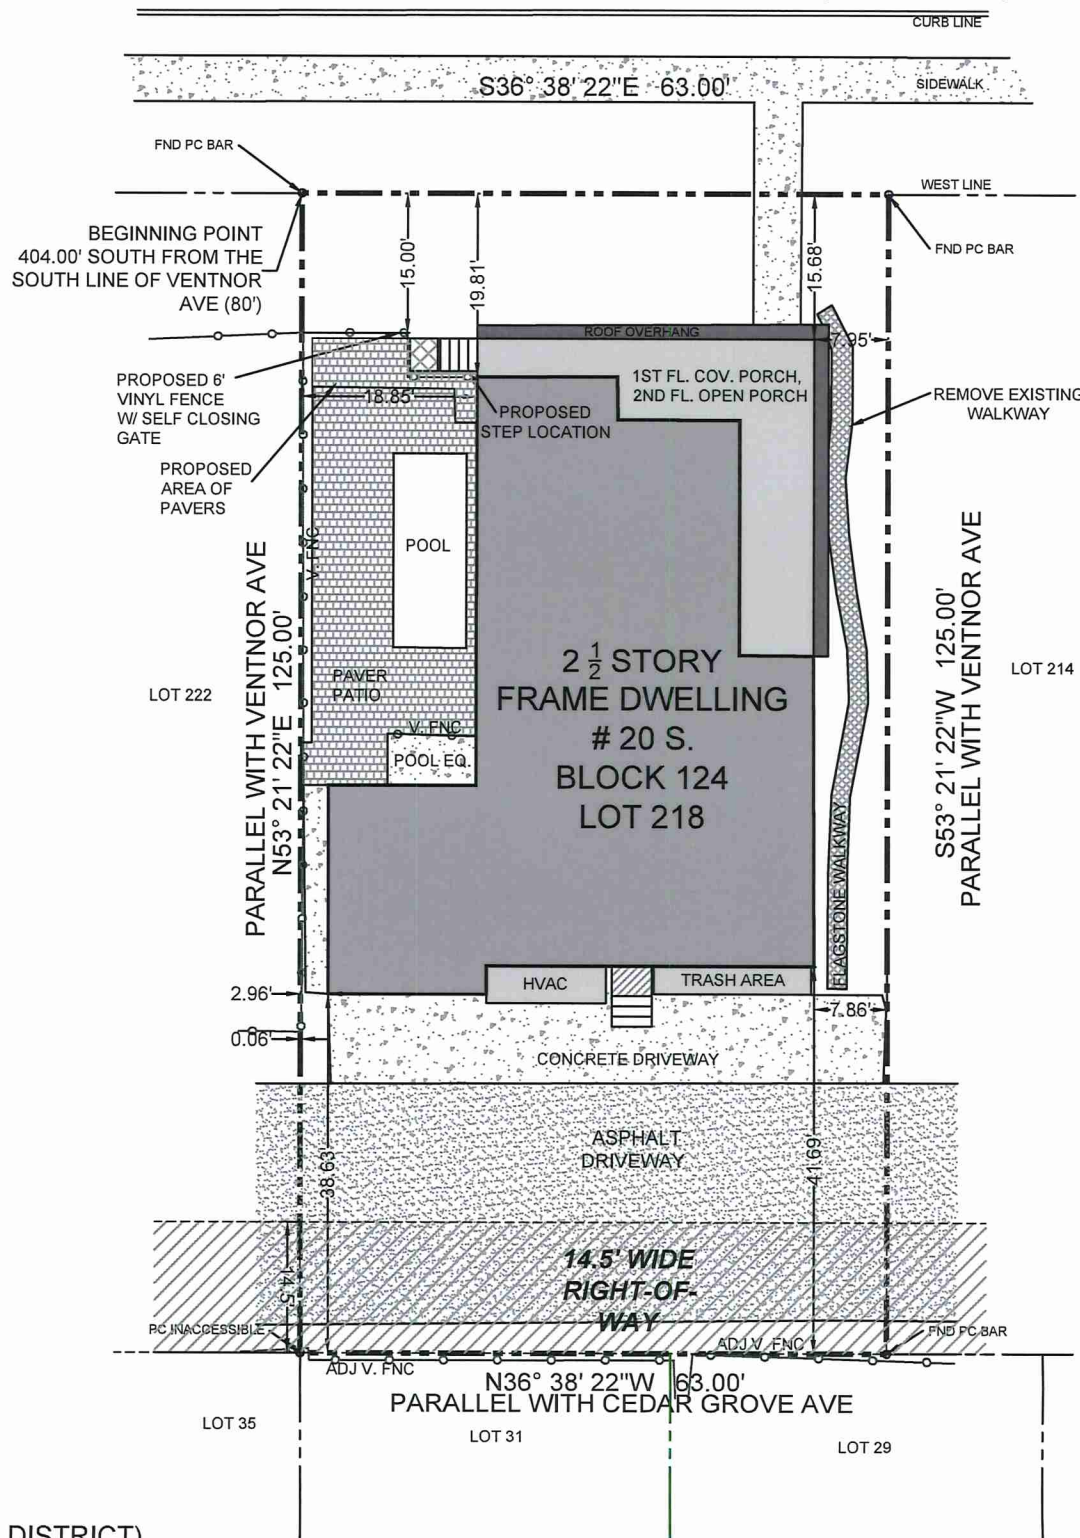 CURB LINE
S36° 38' 22"E 63.00'
SIDEWALK
FND PC BAR
WEST LINE
BEGINNING POINT
404.00' SOUTH FROM THE
SOUTH LINE OF VENTNOR
AVE (80')
15.00'
19.81'
15.68'
FND PC BAR
ROOF OVERHANG
7.95'
PROPOSED 6'
VINYL FENCE
W/ SELF CLOSING
GATE
18.85'
PROPOSED
STEP LOCATION
1ST FL. COV. PORCH,
2ND FL. OPEN PORCH
REMOVE EXISTING
WALKWAY
PROPOSED
AREA OF
PAVERS
V. FNC
POOL
PARALLEL WITH VENTNOR AVE
N53° 21' 22"E 125.00'
S53° 21' 22"W 125.00'
PARALLEL WITH VENTNOR AVE
LOT 222
PAVER
PATIO
V. FNC
POOL EQ.
2 1/2 STORY
FRAME DWELLING
# 20 S.
BLOCK 124
LOT 218
LOT 214
FLAGSTONE WALKWAY
HVAC
TRASH AREA
2.96'
7.86'
0.06'
CONCRETE DRIVEWAY
ASPHALT
DRIVEWAY
38.63'
41.69'
14.5' WIDE
RIGHT-OF-
WAY
14.5'
PC INACCESSIBLE
FND PC BAR
ADJ V. FNC
ADJ V. FNC
N36° 38' 22"W 63.00'
PARALLEL WITH CEDAR GROVE AVE
LOT 35
LOT 31
LOT 29
DISTRICT)